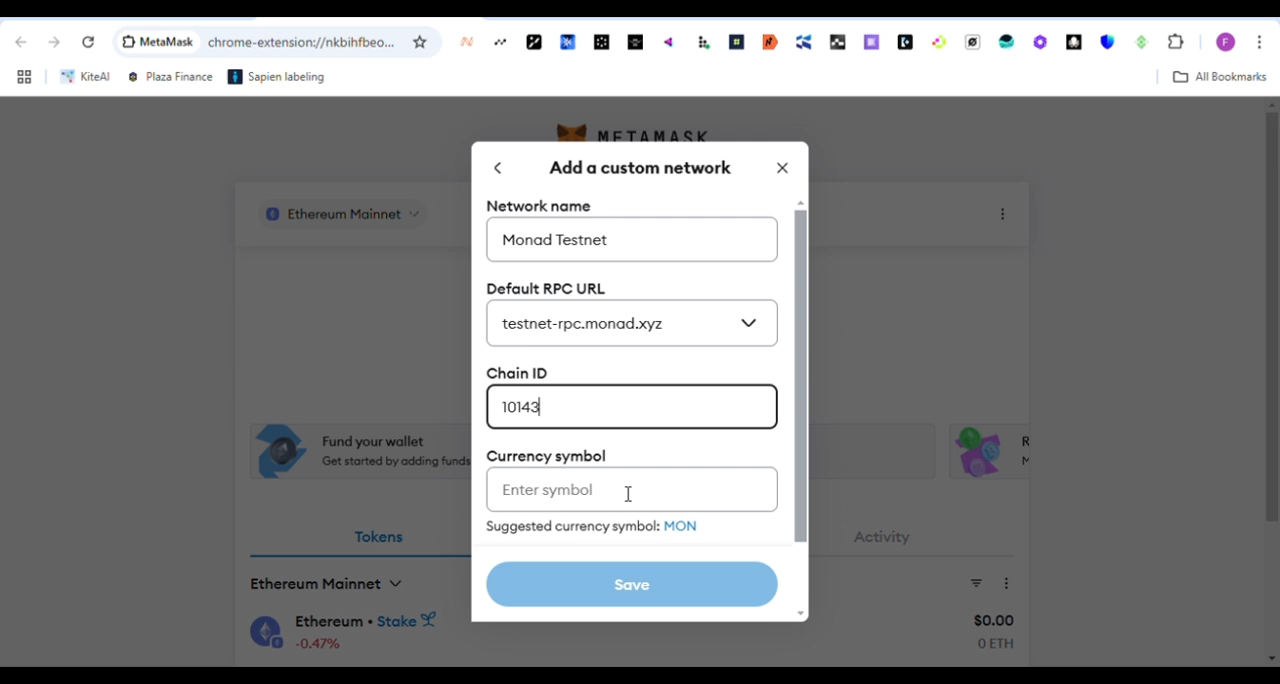 MetaMask
chrome-extension://nkbihfbeo...
F
KiteAI
Plaza Finance
Sapien labeling
All Bookmarks
METAMASK
Add a custom network
Ethereum Mainnet
Network name
Monad Testnet
Default RPC URL
testnet-rpc.monad.xyz
Chain ID
10143
Fund your wallet
Get started by adding funds
R
Currency symbol
Enter symbol
Suggested currency symbol: MON
Tokens
Activity
Save
Ethereum Mainnet
Ethereum • Stake
$0.00
-0.47%
0 ETH